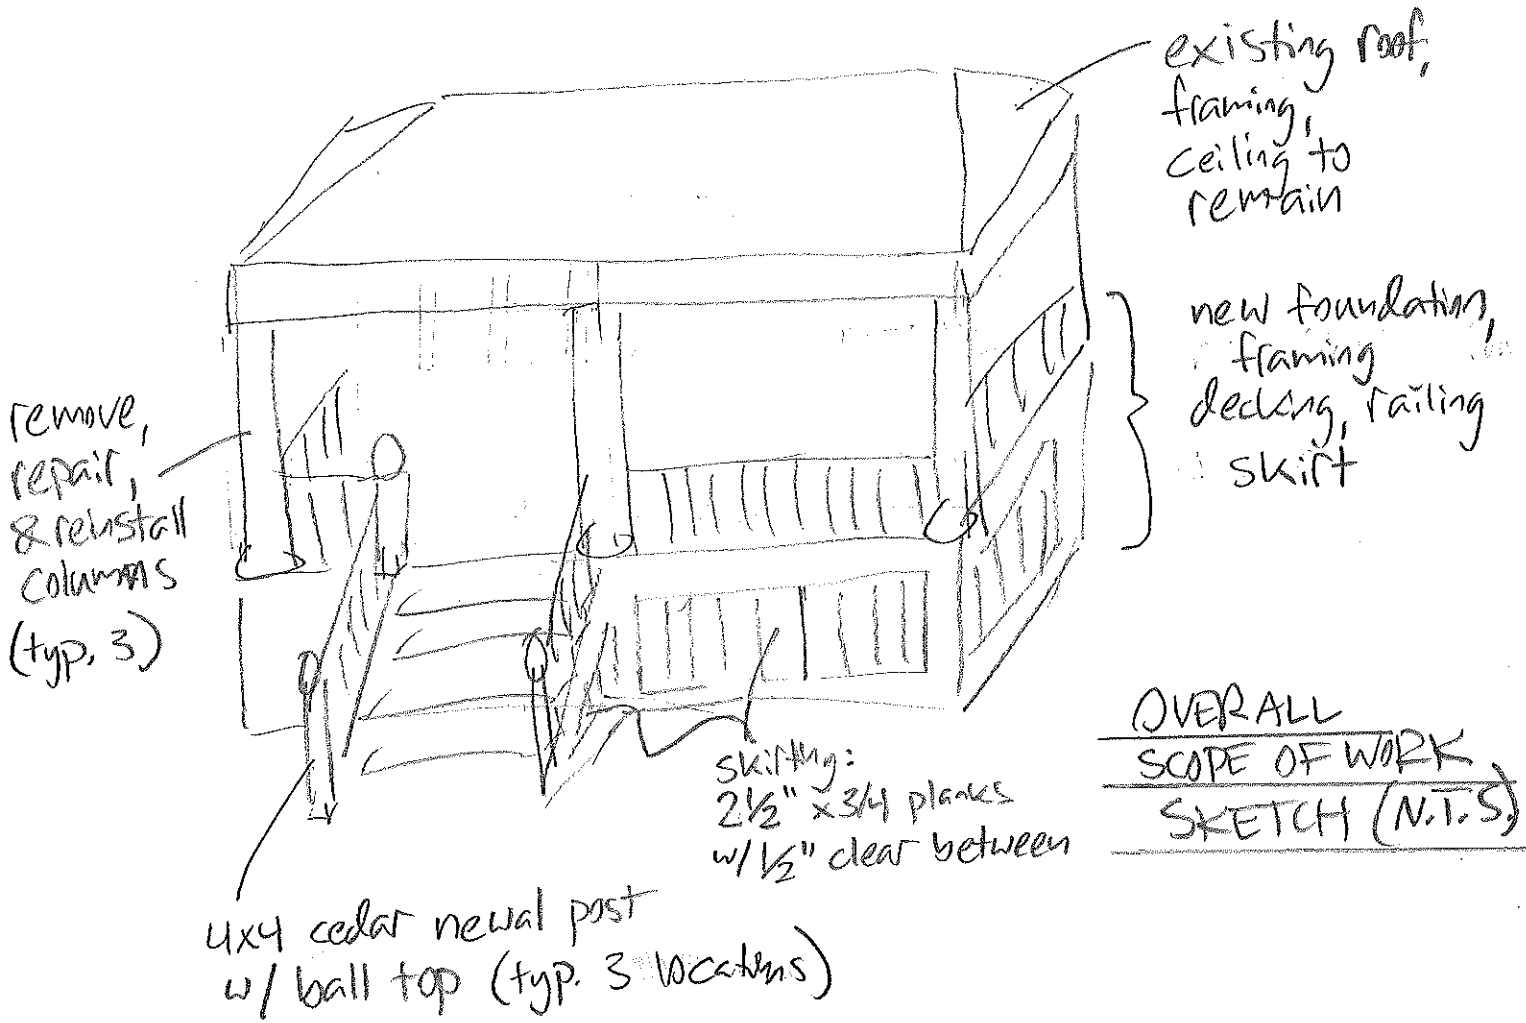 existing roof,
framing,
ceiling to
remain
new foundation,
framing
decking, railing
skirt
remove,
repair,
& reinstall
columns
(typ. 3)
skirting:
2½" x 3/4 planks
w/ ½" clear between
4x4 cedar newal post
w/ ball top (typ. 3 locations)
OVERALL
SCOPE OF WORK
SKETCH (N.T.S.)